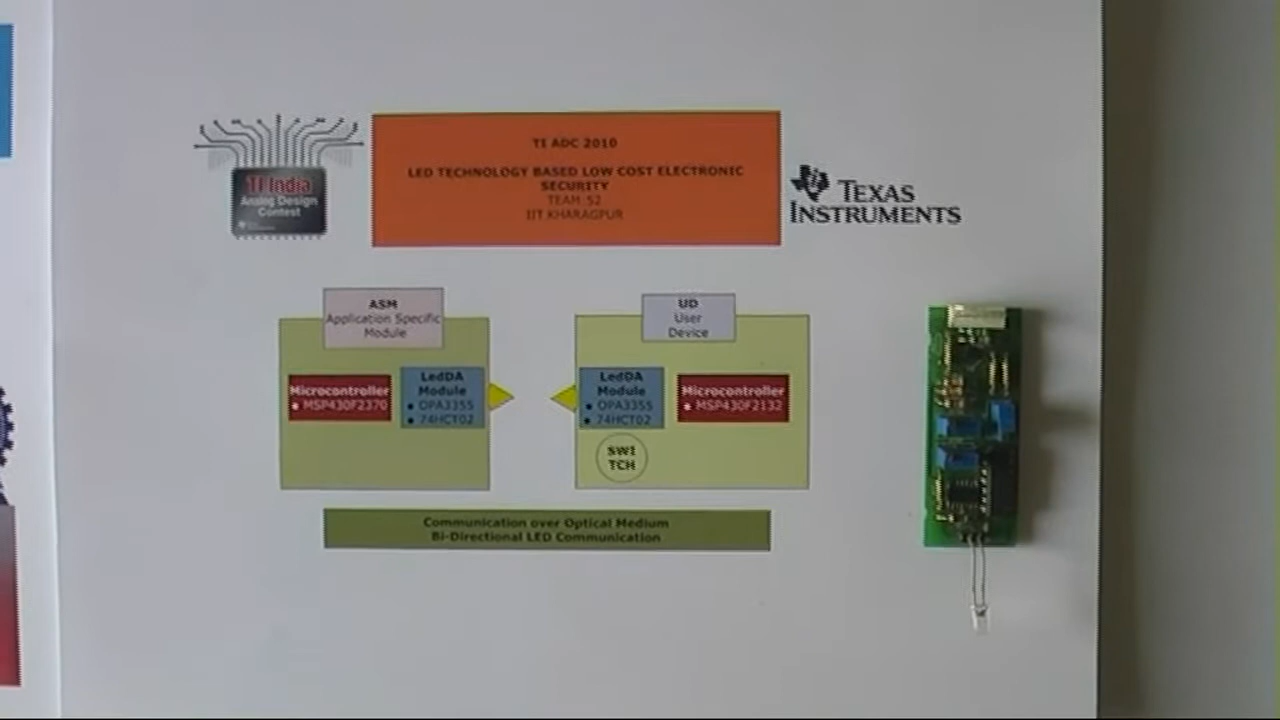 TI India
Analog Design
Contest
TI ADC 2010
LED TECHNOLOGY BASED LOW COST ELECTRONIC
SECURITY
TEAM: 52
IIT KHARAGPUR
TEXAS
INSTRUMENTS
ASM
Application Specific
Module
Microcontroller
MSP430F2370
LedDA
Module
OPA3355
74HCT02
UD
User
Device
LedDA
Module
OPA3355
74HCT02
Microcontroller
MSP430F2132
SWI
TCH
Communication over Optical Medium
Bi-Directional LED Communication